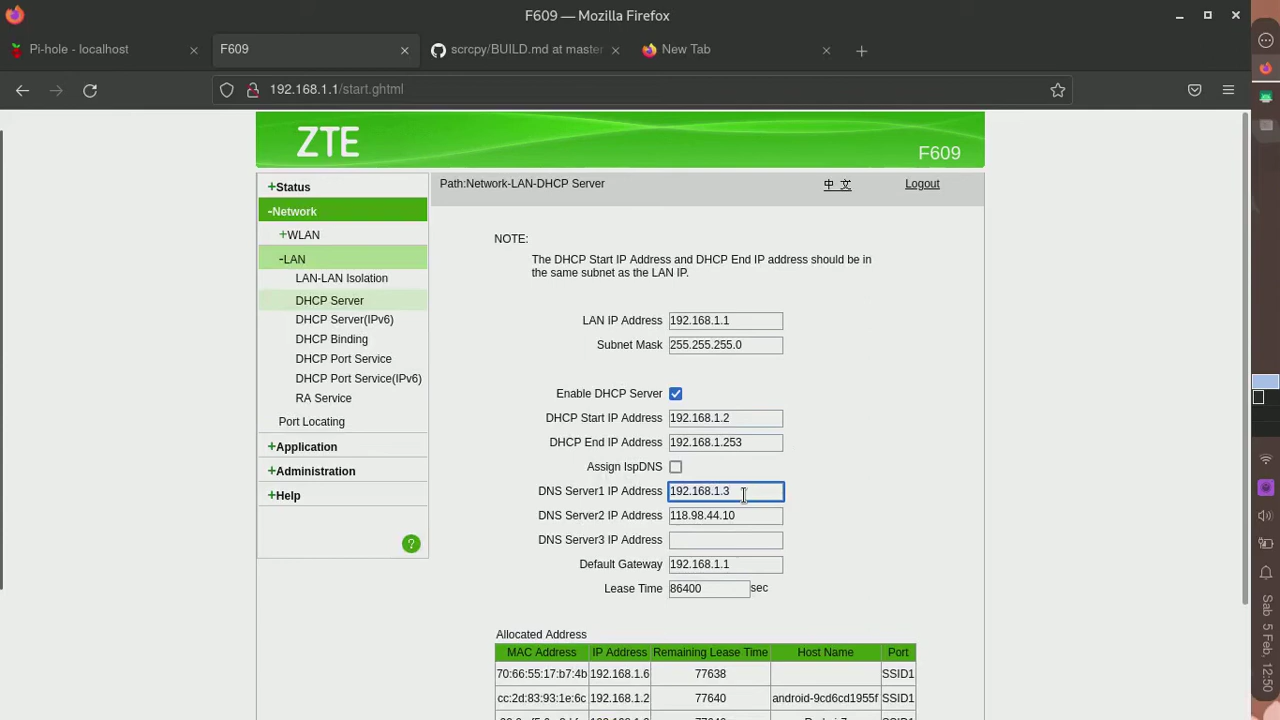 F609 — Mozilla Firefox
Pi-hole - localhost
F609
scrcpy/BUILD.md at master
New Tab
192.168.1.1/start.ghtml
ZTE
F609
+Status
-Network
+WLAN
-LAN
LAN-LAN Isolation
DHCP Server
DHCP Server(IPv6)
DHCP Binding
DHCP Port Service
DHCP Port Service(IPv6)
RA Service
Port Locating
+Application
+Administration
+Help
?
Path:Network-LAN-DHCP Server
中 文
Logout
NOTE:
The DHCP Start IP Address and DHCP End IP address should be in
the same subnet as the LAN IP.
LAN IP Address 192.168.1.1
Subnet Mask 255.255.255.0
Enable DHCP Server
DHCP Start IP Address 192.168.1.2
DHCP End IP Address 192.168.1.253
Assign IspDNS
DNS Server1 IP Address 192.168.1.3
DNS Server2 IP Address 118.98.44.10
DNS Server3 IP Address
Default Gateway 192.168.1.1
Lease Time 86400 sec
Allocated Address
MAC Address IP Address Remaining Lease Time Host Name Port
70:66:55:17:b7:4b 192.168.1.6 77638 SSID1
cc:2d:83:93:1e:6c 192.168.1.2 77640 android-9cd6cd1955f SSID1
Sab 5 Feb, 12:50